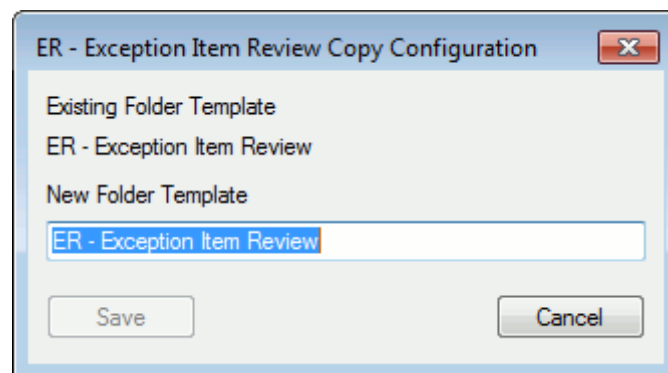 ER - Exception Item Review Copy Configuration
Existing Folder Template
ER - Exception Item Review
New Folder Template
ER - Exception Item Review
Save Cancel